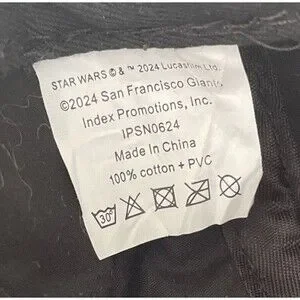 STAR WARS © & ™ 2024 Lucasfilm Ltd.
©2024 San Francisco Giants
Index Promotions, Inc.
IPSN0624
Made In China
100% cotton + PVC
30°